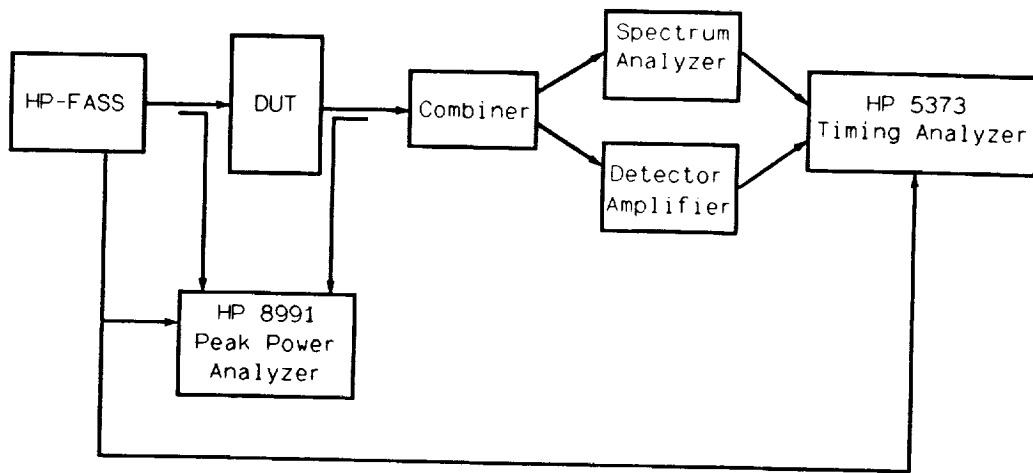 HP-FASS
DUT
Combiner
Spectrum
Analyzer
Detector
Amplifier
HP 5373
Timing Analyzer
HP 8991
Peak Power
Analyzer